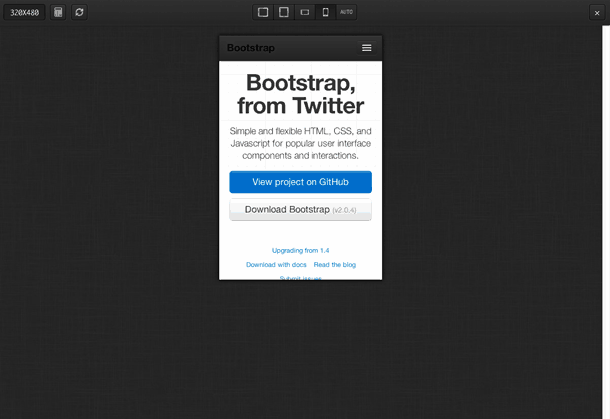 320X480
AUTO
×
Bootstrap
Bootstrap,
from Twitter
Simple and flexible HTML, CSS, and
Javascript for popular user interface
components and interactions.
View project on GitHub
Download Bootstrap (v2.0.4)
Upgrading from 1.4
Download with docs Read the blog
Submit issues